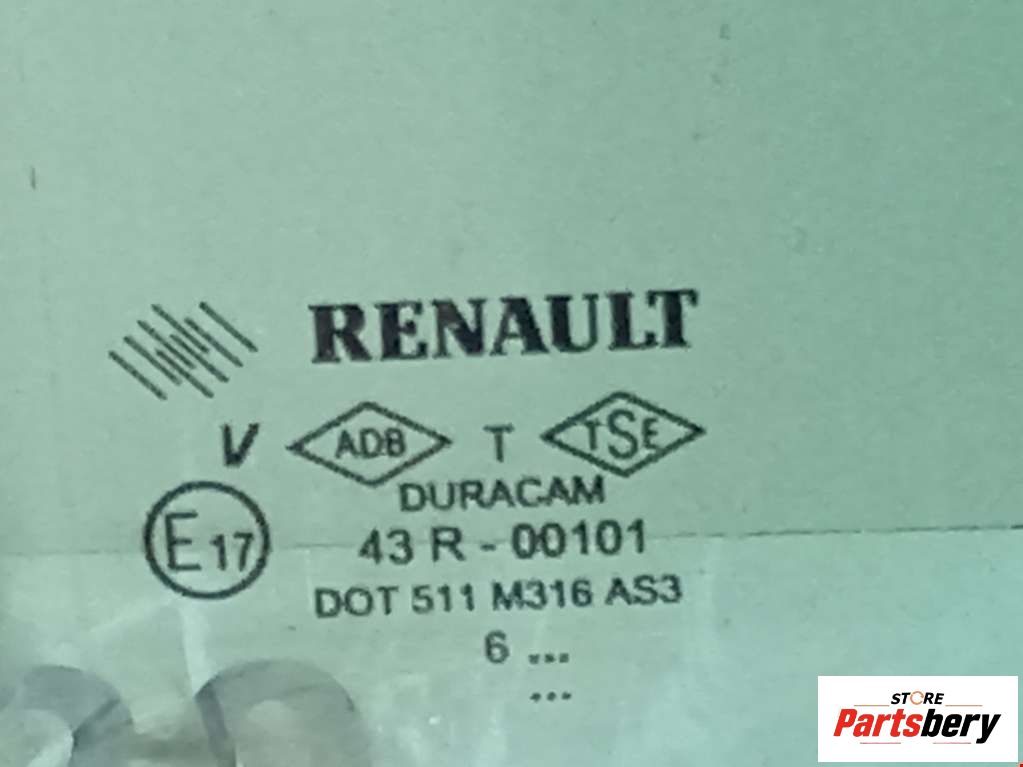 RENAULT
V ADB T TSE
DURACAM
E17 43 R - 00101
DOT 511 M316 AS3
6 ...
...
STORE
Partsbery